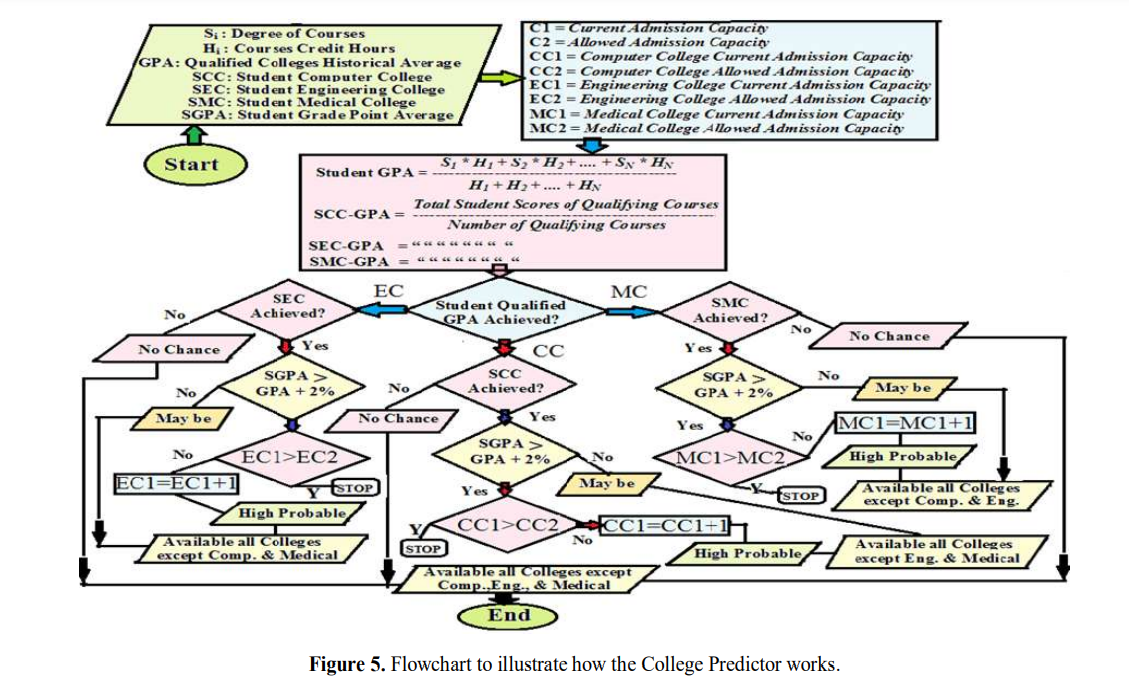 Sᵢ : Degree of Courses
Hᵢ : Courses Credit Hours
GPA: Qualified Colleges Historical Average
SCC: Student Computer College
SEC: Student Engineering College
SMC: Student Medical College
SGPA: Student Grade Point Average
Start
C1 = Current Admission Capacity
C2 = Allowed Admission Capacity
CC1 = Computer College Current Admission Capacity
CC2 = Computer College Allowed Admission Capacity
EC1 = Engineering College Current Admission Capacity
EC2 = Engineering College Allowed Admission Capacity
MC1 = Medical College Current Admission Capacity
MC2 = Medical College Allowed Admission Capacity
S₁ * H₁ + S₂ * H₂ + .... + S_N * H_N
Student GPA =
H₁ + H₂ + .... + H_N
Total Student Scores of Qualifying Courses
SCC-GPA =
Number of Qualifying Courses
SEC-GPA = “ “ “ “ “ “ “ “
SMC-GPA = “ “ “ “ “ “ “ “
EC
Student Qualified
GPA Achieved?
MC
CC
SEC
Achieved?
No
No Chance
Yes
SGPA >
GPA + 2%
No
May be
EC1>EC2
No
EC1=EC1+1
Y
STOP
High Probable
Available all Colleges
except Comp. & Medical
SCC
Achieved?
No
No Chance
Yes
SGPA >
GPA + 2%
No
May be
Yes
CC1>CC2
Y
STOP
No
CC1=CC1+1
High Probable
Available all Colleges
except Eng. & Medical
SMC
Achieved?
No
No Chance
Yes
SGPA >
GPA + 2%
No
May be
Yes
MC1>MC2
No
MC1=MC1+1
Y
STOP
High Probable
Available all Colleges
except Comp. & Eng.
Available all Colleges except
Comp.,Eng., & Medical
End
Figure 5. Flowchart to illustrate how the College Predictor works.